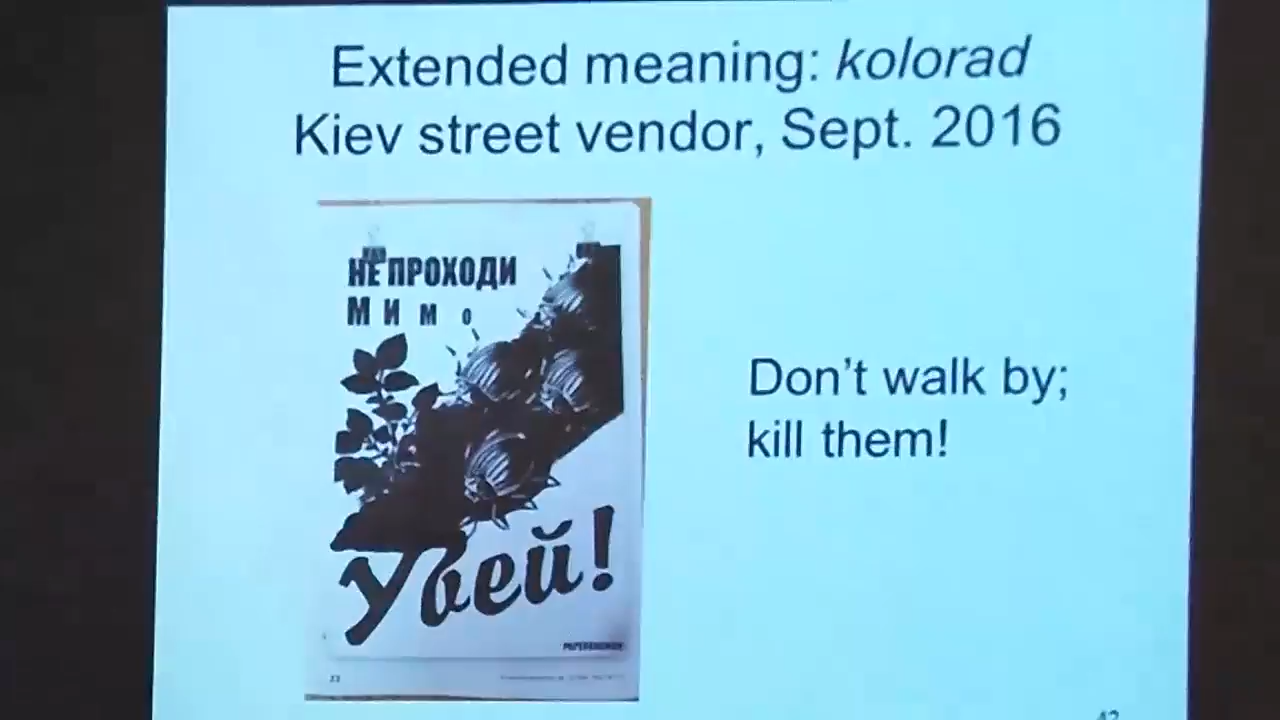 Extended meaning: kolorad
Kiev street vendor, Sept. 2016
НЕ ПРОХОДИ
Мимо
Убей!
Don't walk by;
kill them!